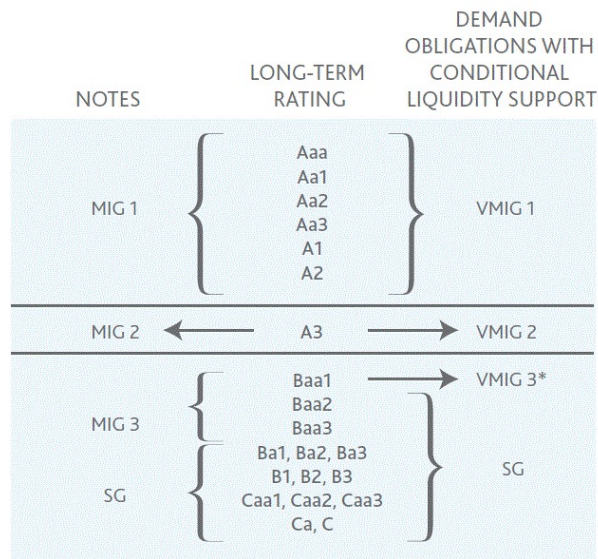 NOTES
LONG-TERM
RATING
DEMAND
OBLIGATIONS WITH
CONDITIONAL
LIQUIDITY SUPPORT
MIG 1
Aaa
Aa1
Aa2
Aa3
A1
A2
VMIG 1
MIG 2
A3
VMIG 2
MIG 3
Baa1
Baa2
Baa3
VMIG 3*
SG
Ba1, Ba2, Ba3
B1, B2, B3
Caa1, Caa2, Caa3
Ca, C
SG